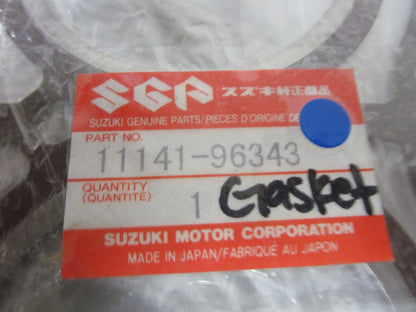 SGP スズキ純正部品
SUZUKI GENUINE PARTS/PIECES D'ORIGINE DE
PART NO.
11141-96343
QUANTITY
(QUANTITE) 1 Gasket
SUZUKI MOTOR CORPORATION
MADE IN JAPAN/FABRIQUÉ AU JAPON